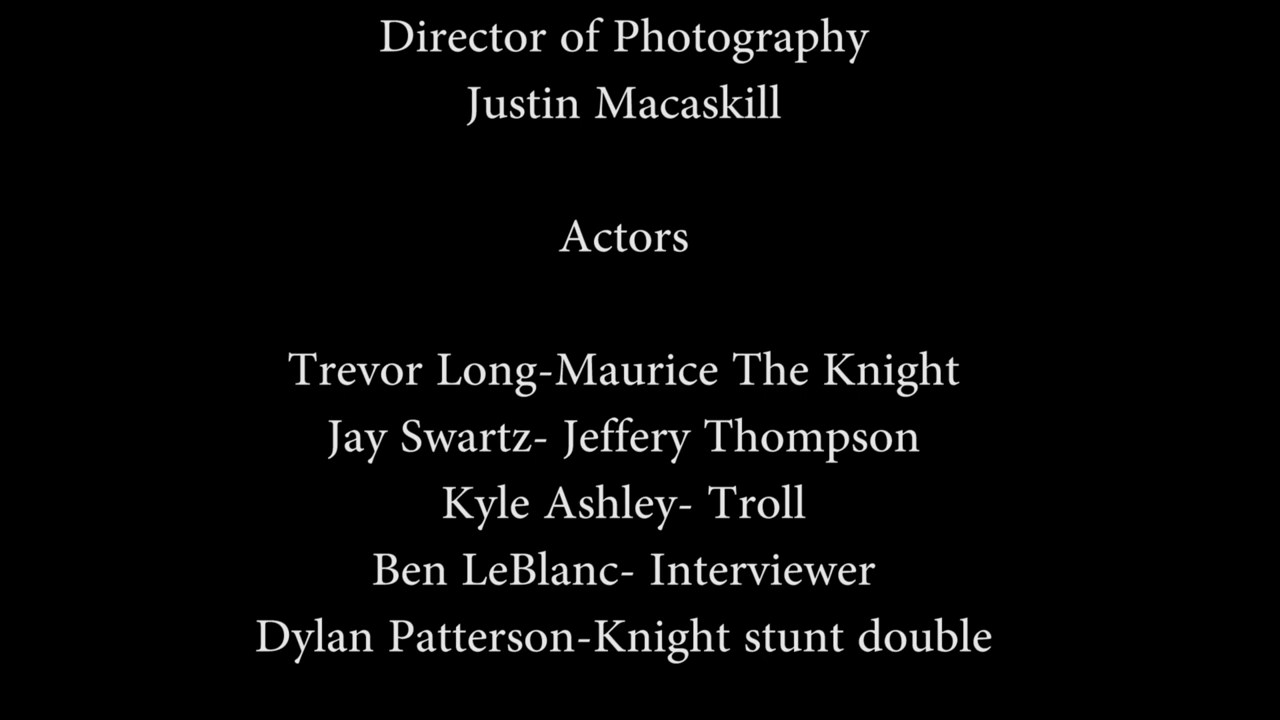 Director of Photography
Justin Macaskill
Actors
Trevor Long-Maurice The Knight
Jay Swartz- Jeffery Thompson
Kyle Ashley- Troll
Ben LeBlanc- Interviewer
Dylan Patterson-Knight stunt double